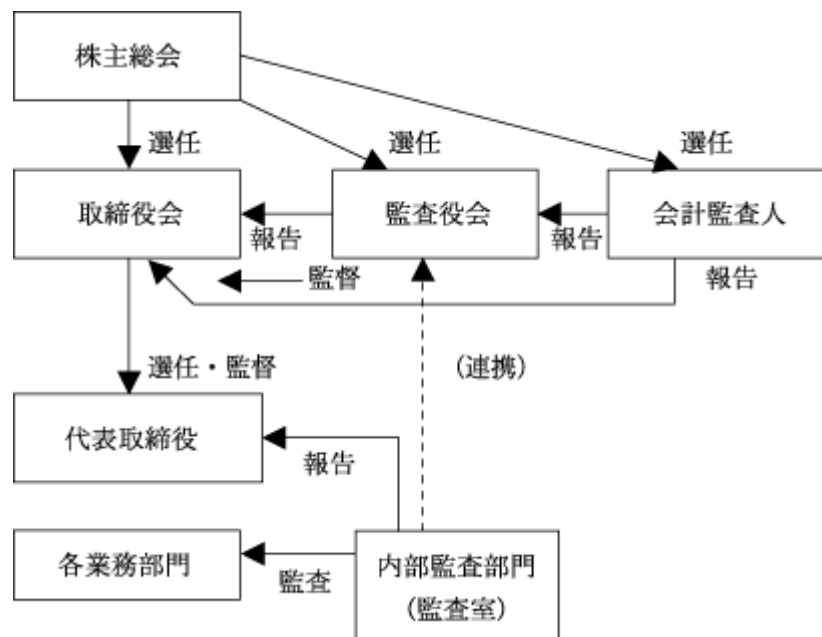 株主総会
選任
選任
選任
取締役会
監査役会
会計監査人
報告
報告
監督
報告
選任・監督
(連携)
代表取締役
報告
各業務部門
監査
内部監査部門
(監査室)